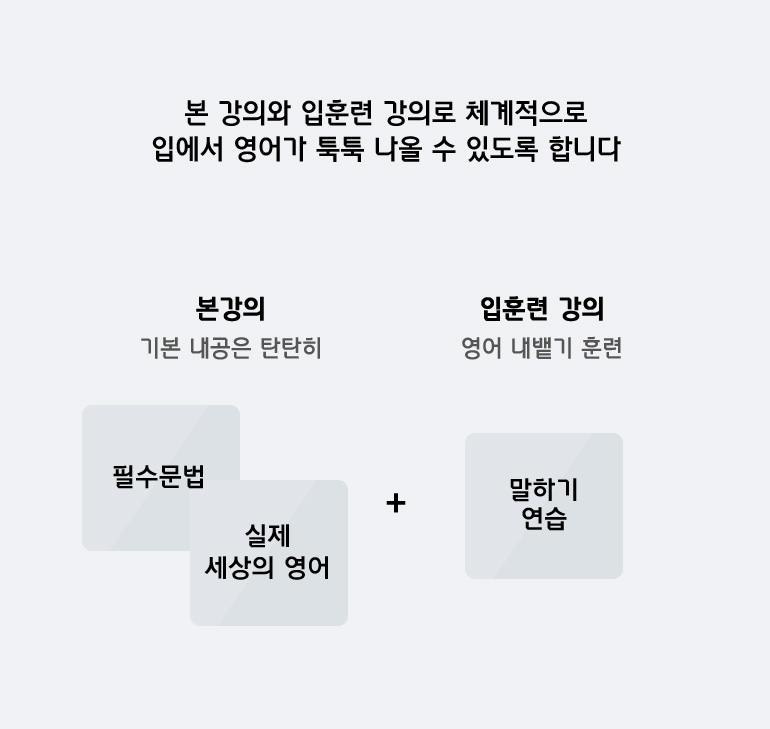 본 강의와 입훈련 강의로 체계적으로
입에서 영어가 툭툭 나올 수 있도록 합니다
본강의
기본 내공은 탄탄히
입훈련 강의
영어 내뱉기 훈련
필수문법
실제
세상의 영어
+
말하기
연습